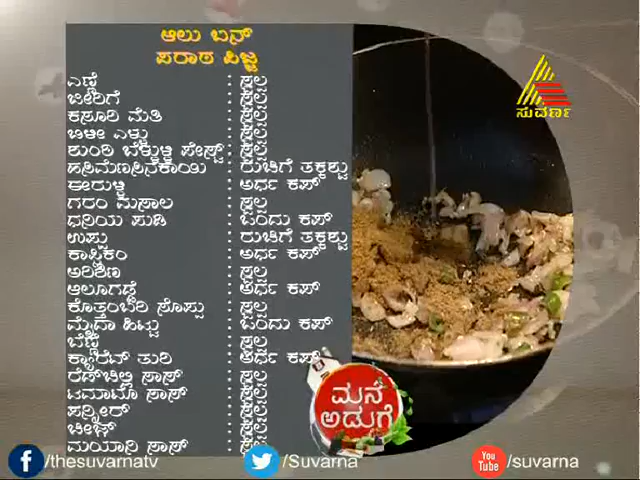 ಆಲು ಬನ್
ಪರಾಠ ಪಿಜ್ಜ
ಎಣ್ಣೆ : ಸ್ವಲ್ಪ
ಜೀರಿಗೆ : ಸ್ವಲ್ಪ
ಕಸೂರಿ ಮೆತಿ : ಸ್ವಲ್ಪ
ಬಿಳೀ ಎಳ್ಳು : ಸ್ವಲ್ಪ
ಶುಂಠಿ ಬೆಳ್ಳುಳ್ಳಿ ಪೇಸ್ಟ್ : ಸ್ವಲ್ಪ
ಹಸಿಮೆಣಸಿನಕಾಯಿ : ರುಚಿಗೆ ತಕ್ಕಷ್ಟು
ಈರುಳ್ಳಿ : ಅರ್ಧ ಕಪ್
ಗರಂ ಮಸಾಲ : ಸ್ವಲ್ಪ
ಧನಿಯ ಪುಡಿ : ಒಂದು ಕಪ್
ಉಪ್ಪು : ರುಚಿಗೆ ತಕ್ಕಷ್ಟು
ಕಾಪ್ಸಿಕಂ : ಅರ್ಧ ಕಪ್
ಅರಿಶಿಣ : ಸ್ವಲ್ಪ
ಆಲೂಗಡ್ಡೆ : ಅರ್ಧ ಕಪ್
ಕೊತ್ತಂಬರಿ ಸೊಪ್ಪು : ಸ್ವಲ್ಪ
ಮೈದಾ ಹಿಟ್ಟು : ಒಂದು ಕಪ್
ಬೆಣ್ಣೆ : ಸ್ವಲ್ಪ
ಕ್ಯಾರೆಟ್ ತುರಿ : ಅರ್ಧ ಕಪ್
ರೆಡ್‌ಚಿಲ್ಲಿ ಸಾಸ್ : ಸ್ವಲ್ಪ
ಟಮಾಟೊ ಸಾಸ್ : ಸ್ವಲ್ಪ
ಪನ್ನೀರ್ : ಸ್ವಲ್ಪ
ಚೀಸ್ : ಸ್ವಲ್ಪ
ಮಯಾನಿ ಸಾಸ್ : ಸ್ವಲ್ಪ
ಸುವರ್ಣ
ಮನೆ
ಅಡುಗೆ
f /thesuvarnatv
/Suvarna
You Tube /suvarna